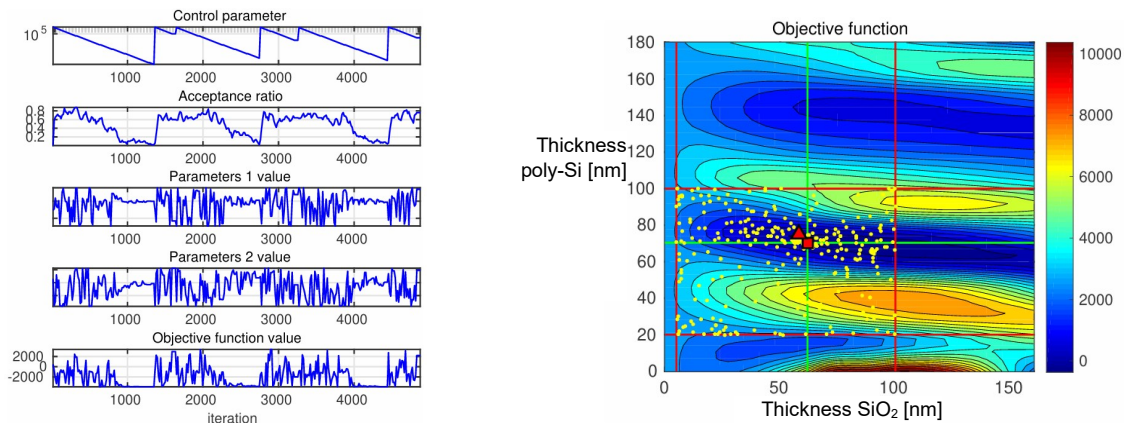 Control parameter
10^5
1000 2000 3000 4000
Acceptance ratio
0.8
0.6
0.4
0.2
1000 2000 3000 4000
Parameters 1 value
1000 2000 3000 4000
Parameters 2 value
1000 2000 3000 4000
Objective function value
2000
0
-2000
1000 2000 3000 4000
iteration
Objective function
Thickness
poly-Si [nm]
180
160
140
120
100
80
60
40
20
0
0 50 100 150
Thickness SiO₂ [nm]
10000
8000
6000
4000
2000
0